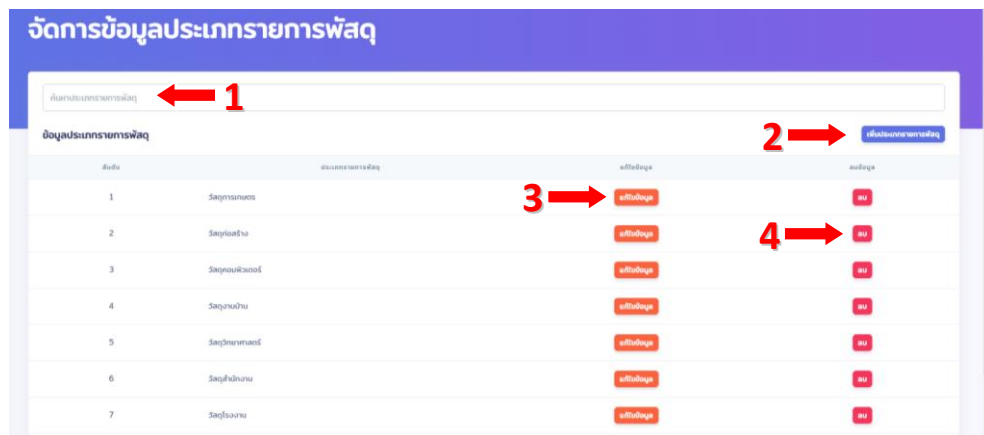 จัดการข้อมูลประเภทรายการพัสดุ
ค้นหาประเภทรายการพัสดุ 1
ข้อมูลประเภทรายการพัสดุ 2 เพิ่มประเภทรายการพัสดุ
ลำดับ ประเภทรายการพัสดุ แก้ไขข้อมูล ลบข้อมูล
1 วัสดุการเกษตร 3 แก้ไขข้อมูล ลบ
2 วัสดุก่อสร้าง แก้ไขข้อมูล 4 ลบ
3 วัสดุคอมพิวเตอร์ แก้ไขข้อมูล ลบ
4 วัสดุงานบ้าน แก้ไขข้อมูล ลบ
5 วัสดุวิทยาศาสตร์ แก้ไขข้อมูล ลบ
6 วัสดุสำนักงาน แก้ไขข้อมูล ลบ
7 วัสดุโรงงาน แก้ไขข้อมูล ลบ